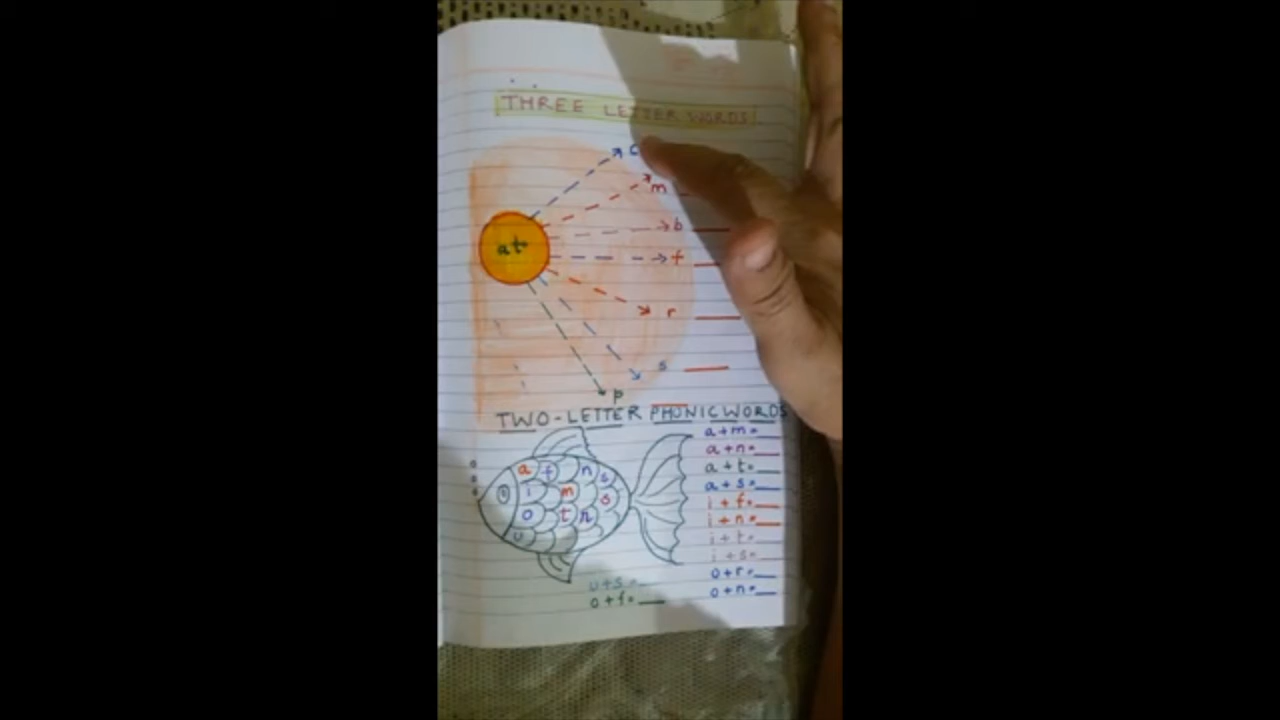 THREE LETTER WORDS
at
c
m
b
f
r
s
p
TWO-LETTER PHONIC WORDS
a f n s
i m s
o t r
u
a+m=
a+n=
a+t=
a+s=
i+f=
i+n=
i+t=
i+s=
o+r=
o+n=
u+s=
o+f=